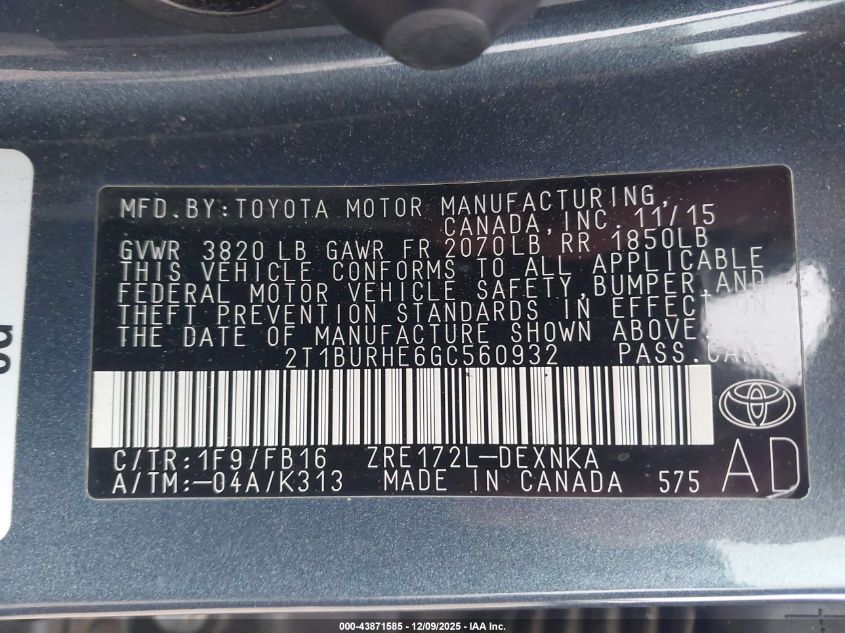 MFD.BY:TOYOTA MOTOR MANUFACTURING,
CANADA,INC. 11/15
GVWR 3820 LB GAWR FR 2070LB RR 1850LB
THIS VEHICLE CONFORMS TO ALL APPLICABLE
FEDERAL MOTOR VEHICLE SAFETY,BUMPER,AND
THEFT PREVENTION STANDARDS IN EFFECT ON
THE DATE OF MANUFACTURE SHOWN ABOVE.
2T1BURHE6GC560932 PASS.CAR
C/TR:1F9/FB16 ZRE172L-DEXNKA
A/TM:-04A/K313 MADE IN CANADA 575
AD
000-43871585 - 12/09/2025 - IAA Inc.